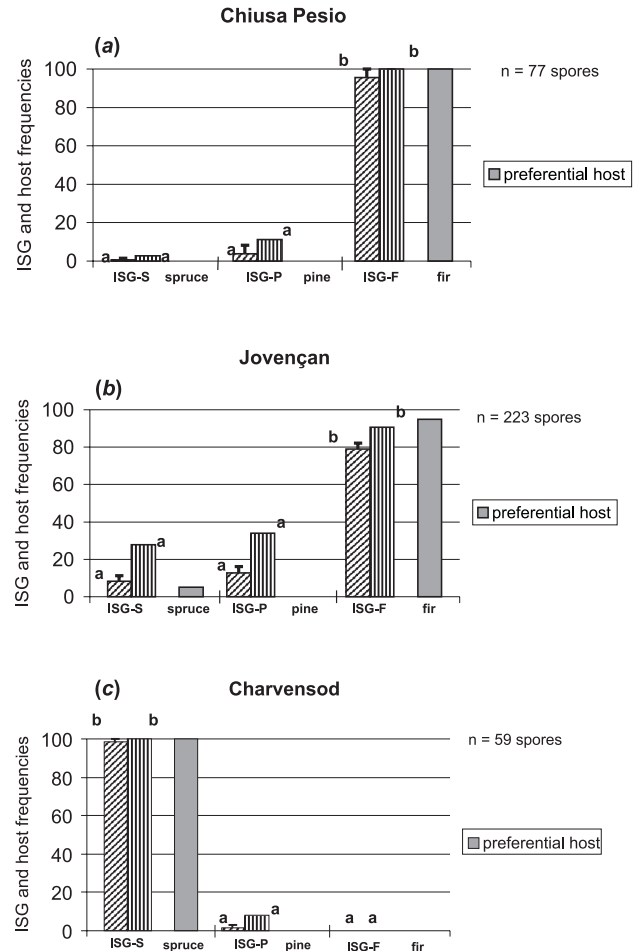 Chiusa Pesio
(a)
ISG and host frequencies
100
80
60
40
20
0
a
a
a
a
b
b
n = 77 spores
preferential host
ISG-S spruce ISG-P pine ISG-F fir
Jovençan
(b)
ISG and host frequencies
100
80
60
40
20
0
a
a
a
a
b
b
n = 223 spores
preferential host
ISG-S spruce ISG-P pine ISG-F fir
(c) Charvensod
ISG and host frequencies
100
80
60
40
20
0
b b
a
a
a a
n = 59 spores
preferential host
ISG-S spruce ISG-P pine ISG-F fir